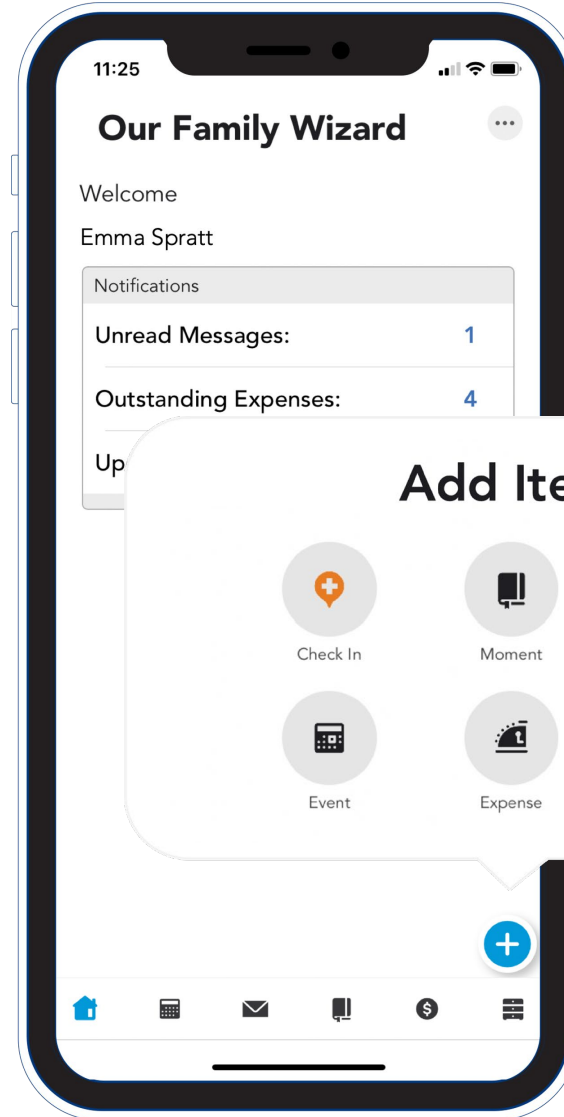 11:25
Our Family Wizard
Welcome
Emma Spratt
Notifications
Unread Messages: 1
Outstanding Expenses: 4
Up
Add Ite
Check In Moment
Event Expense